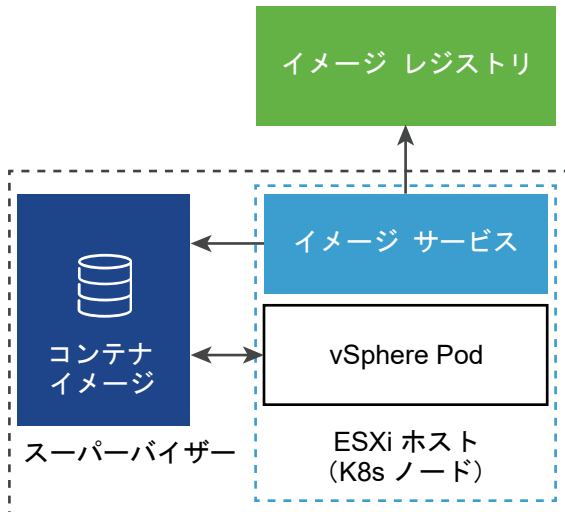 イメージ レジストリ
イメージ サービス
コンテナ
イメージ
vSphere Pod
スーパーバイザー
ESXi ホスト
（K8s ノード）